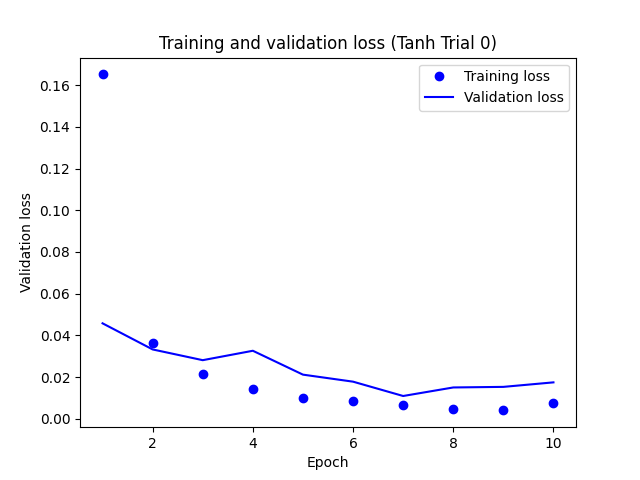 Training and validation loss (Tanh Trial 0)
Training loss
Validation loss
0.16
0.14
0.12
0.10
0.08
0.06
0.04
0.02
0.00
Validation loss
2
4
6
8
10
Epoch